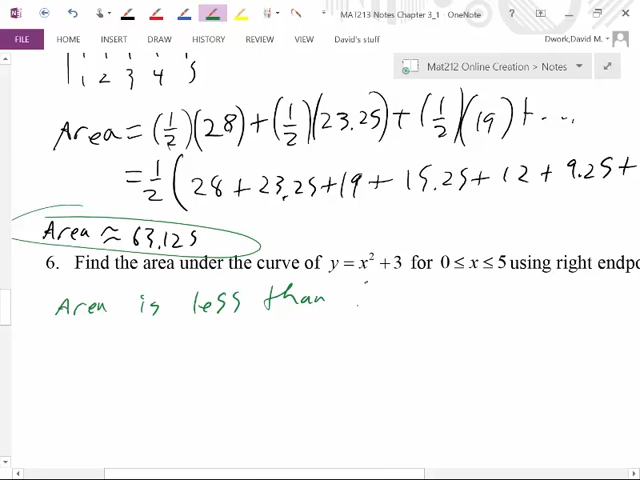 MAT213 Notes Chapter 3_1 - OneNote
FILE HOME INSERT DRAW HISTORY REVIEW VIEW David's stuff Dwork, David M.
1 2 3 4 5
Mat212 Online Creation » Notes
Area = (1/2)(28) + (1/2)(23.25) + (1/2)(19) + ...
= 1/2 (28 + 23.25 + 19 + 15.25 + 12 + 9.25 +
Area ≈ 63.125
6. Find the area under the curve of y = x² + 3 for 0 ≤ x ≤ 5 using right endpo
Area is less than